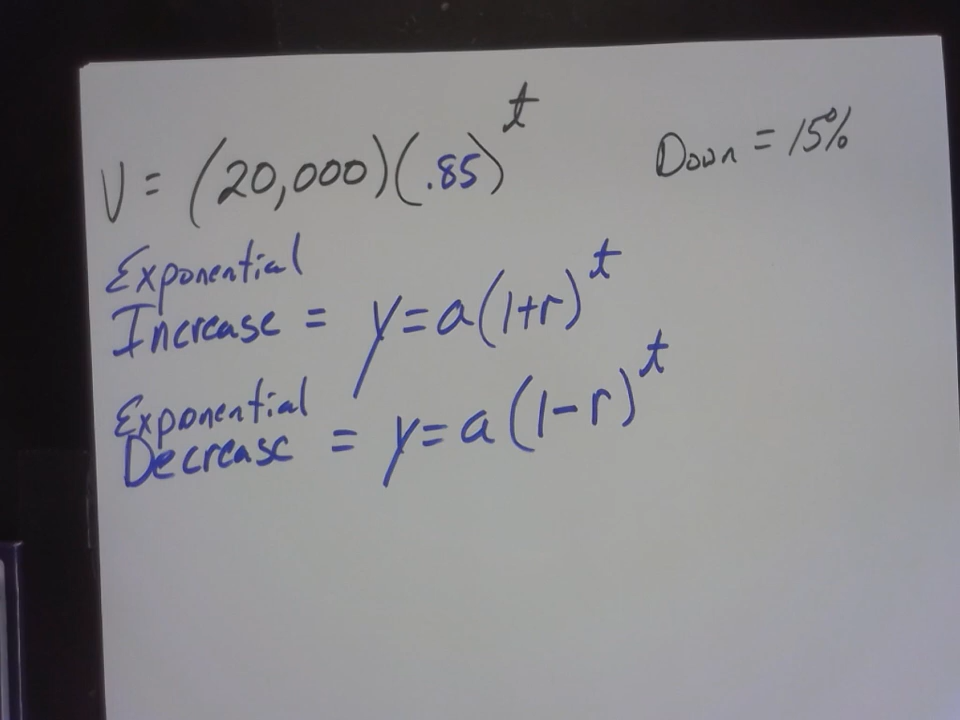 V = (20,000)(.85)^t
Down = 15%
Exponential
Increase = y=a(1+r)^t
Exponential
Decrease = y=a(1-r)^t